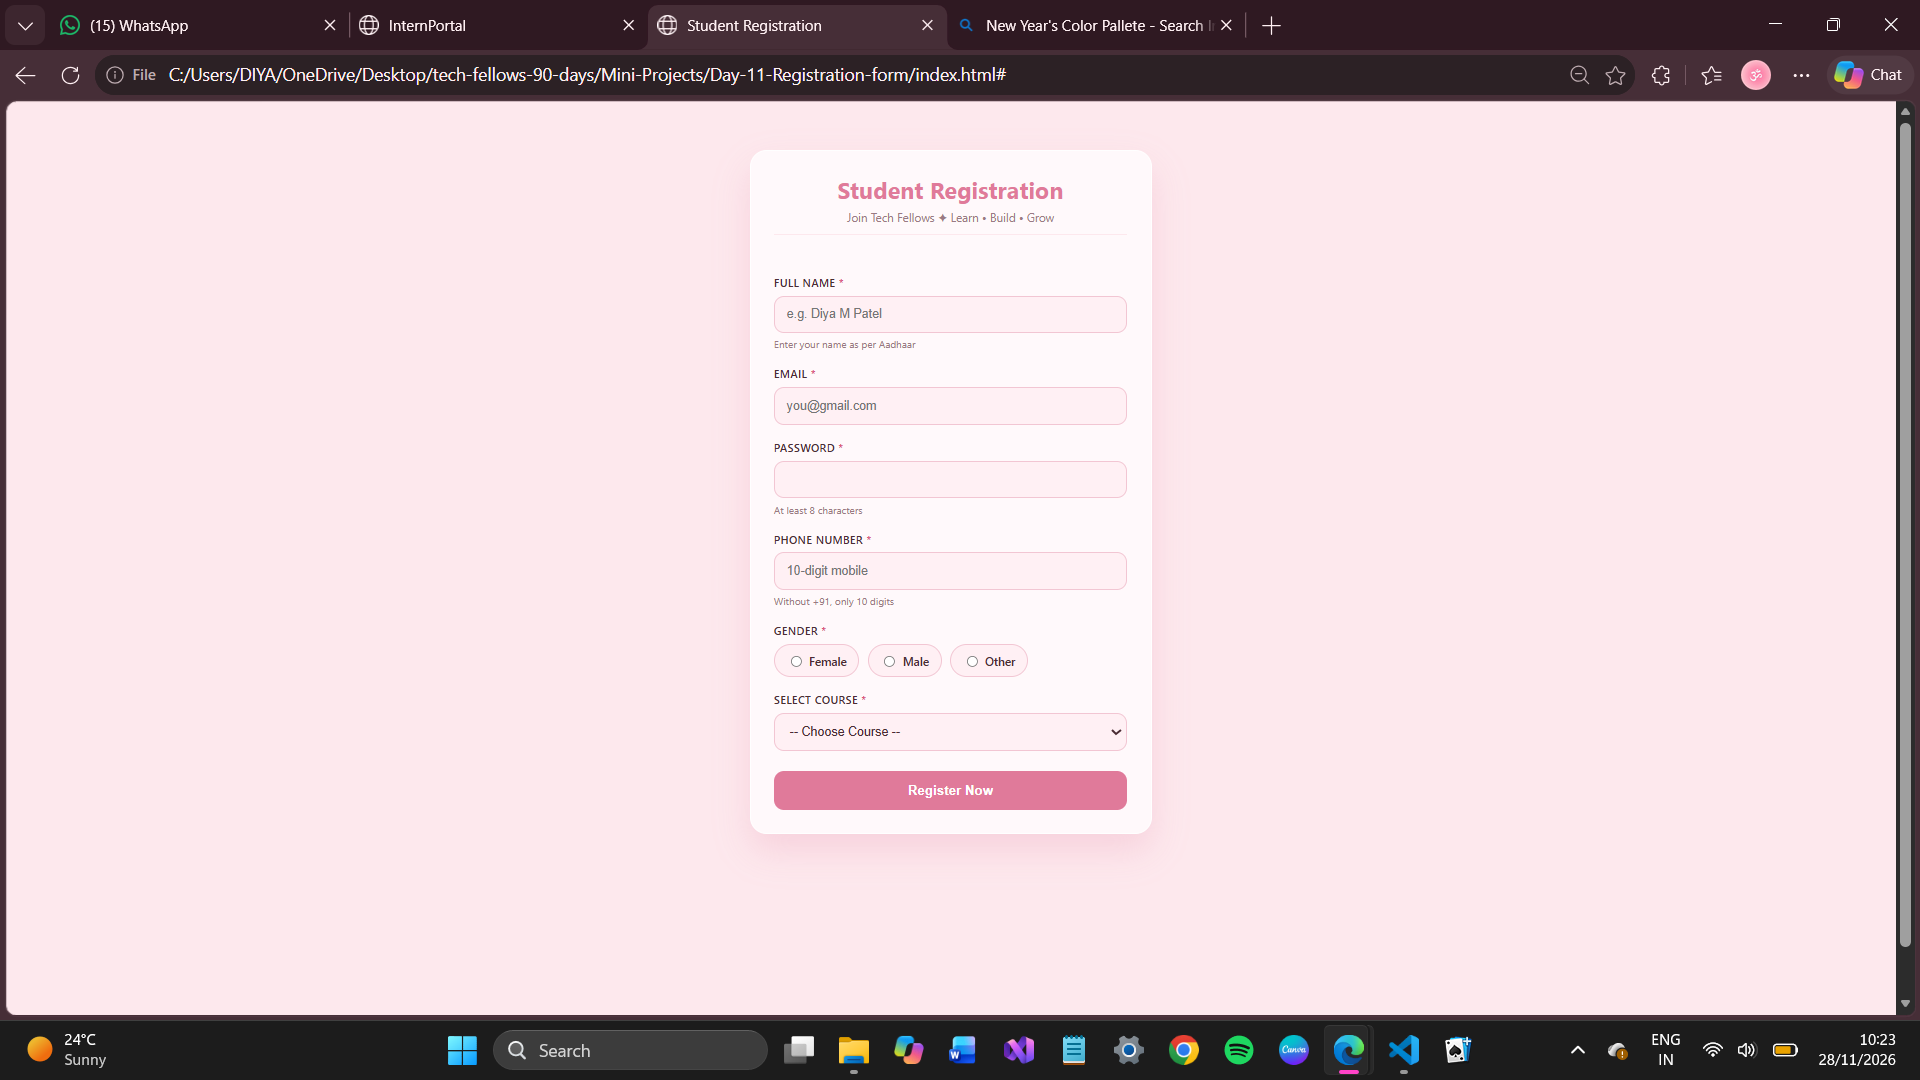 (15) WhatsApp
InternPortal
Student Registration
New Year's Color Pallete - Search
File
C:/Users/DIYA/OneDrive/Desktop/tech-fellows-90-days/Mini-Projects/Day-11-Registration-form/index.html#
Chat
Student Registration
Join Tech Fellows ✦ Learn • Build • Grow
FULL NAME *
e.g. Diya M Patel
Enter your name as per Aadhaar
EMAIL *
you@gmail.com
PASSWORD *
At least 8 characters
PHONE NUMBER *
10-digit mobile
Without +91, only 10 digits
GENDER *
Female
Male
Other
SELECT COURSE *
-- Choose Course --
Register Now
24°C
Sunny
Search
Canva
ENG
IN
10:23
28/11/2026